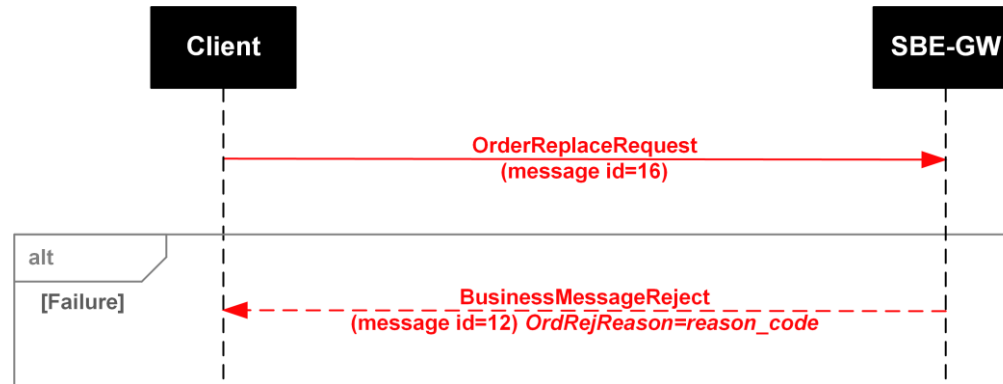 Client
SBE-GW
OrderReplaceRequest
(message id=16)
alt
[Failure]
BusinessMessageReject
(message id=12) OrdRejReason=reason_code